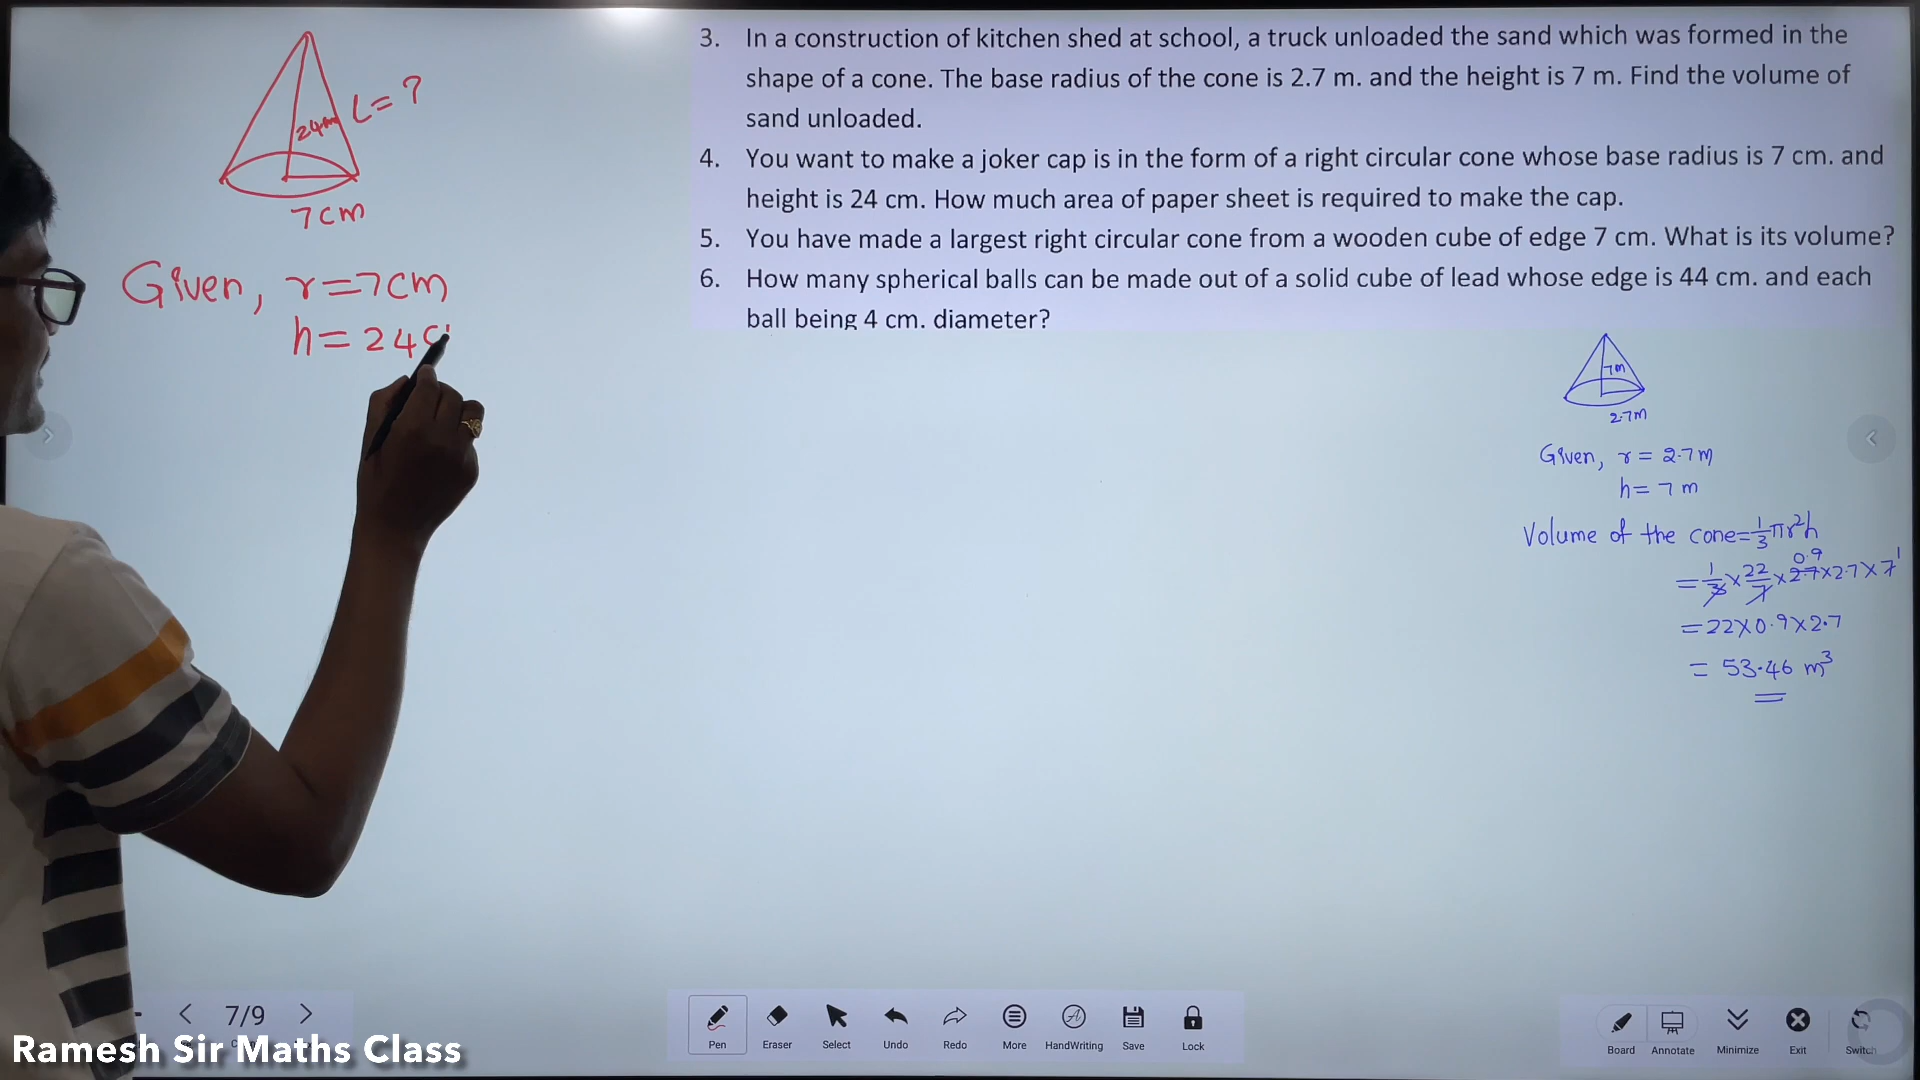 L=?
24m
7cm
Given, r=7cm
h=24c
3. In a construction of kitchen shed at school, a truck unloaded the sand which was formed in the
shape of a cone. The base radius of the cone is 2.7 m. and the height is 7 m. Find the volume of
sand unloaded.
4. You want to make a joker cap is in the form of a right circular cone whose base radius is 7 cm. and
height is 24 cm. How much area of paper sheet is required to make the cap.
5. You have made a largest right circular cone from a wooden cube of edge 7 cm. What is its volume?
6. How many spherical balls can be made out of a solid cube of lead whose edge is 44 cm. and each
ball being 4 cm. diameter?
7m
2.7m
Given, r = 2.7m
h = 7 m
Volume of the cone=1/3πr²h
0.9 1
=1/3×22/7×2.7×2.7×7
=22×0.9×2.7
= 53.46 m³
7/9
Pen Eraser Select Undo Redo More HandWriting Save Lock
Board Annotate Minimize Exit Switch
Ramesh Sir Maths Class